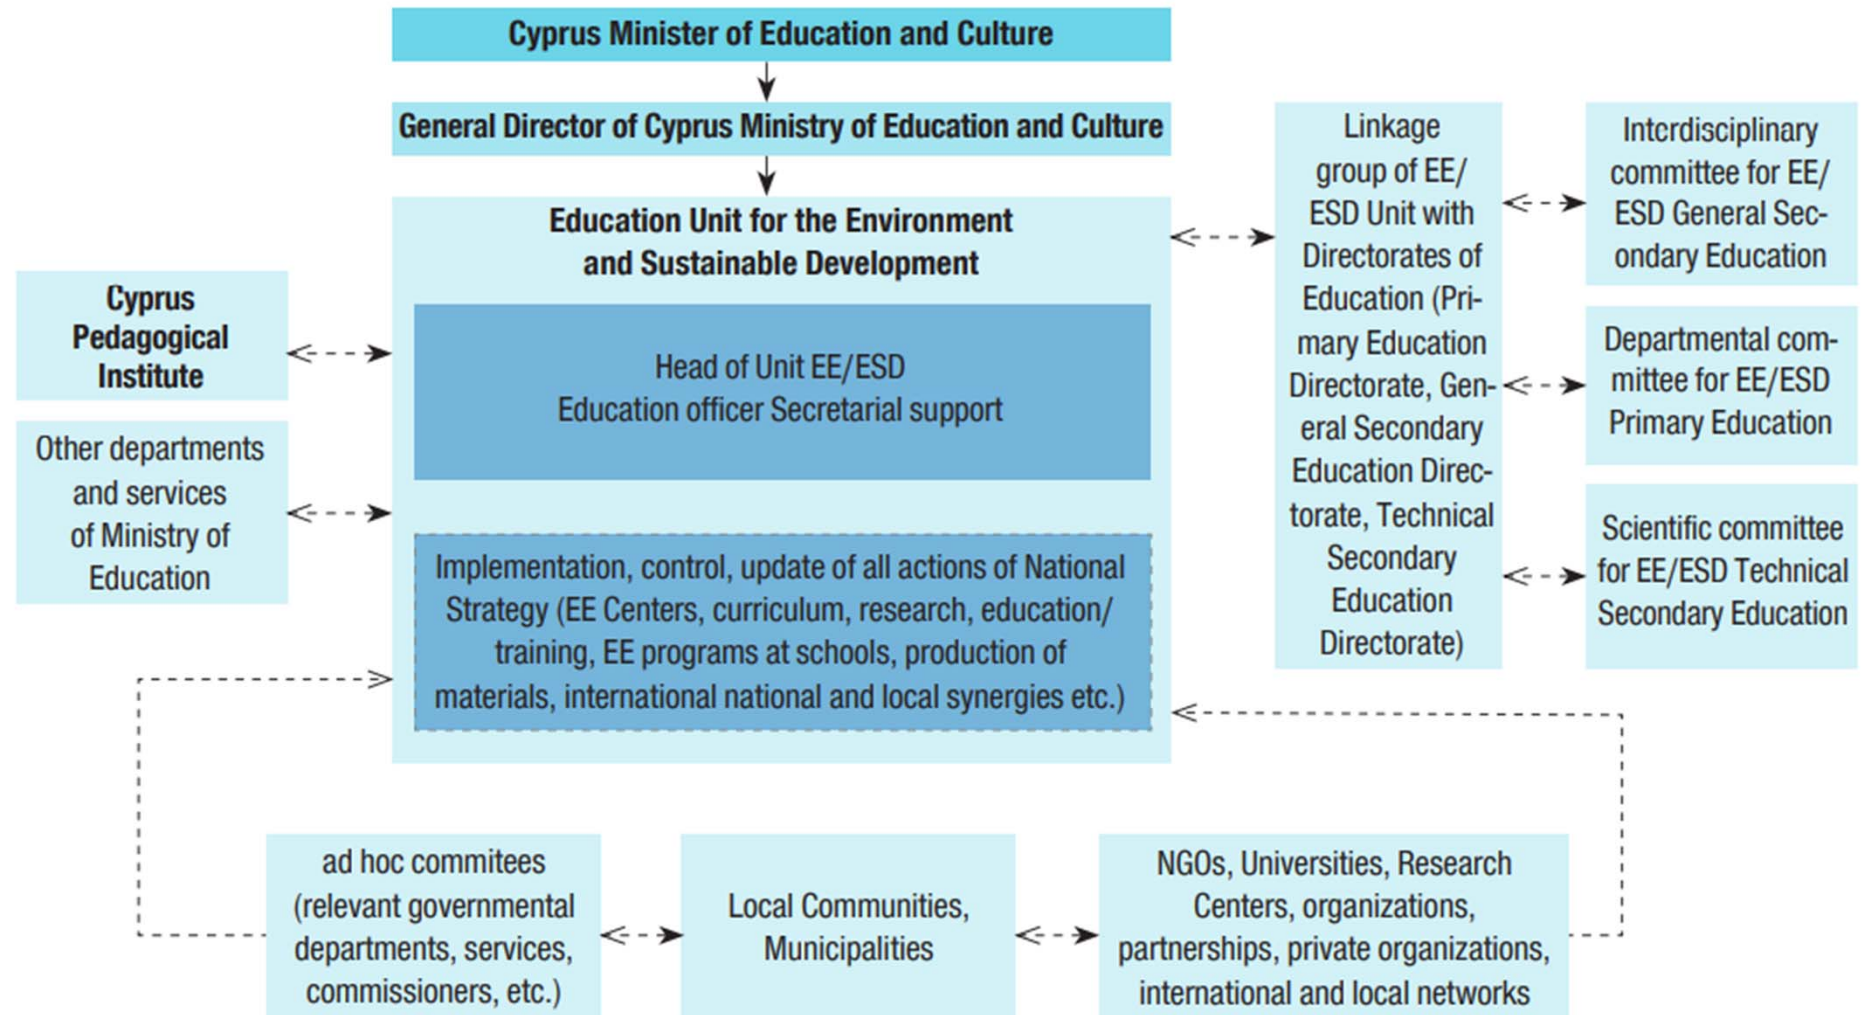 Cyprus Minister of Education and Culture
General Director of Cyprus Ministry of Education and Culture
Education Unit for the Environment
and Sustainable Development
Head of Unit EE/ESD
Education officer Secretarial support
Implementation, control, update of all actions of National
Strategy (EE Centers, curriculum, research, education/
training, EE programs at schools, production of
materials, international national and local synergies etc.)
Cyprus
Pedagogical
Institute
Other departments
and services
of Ministry of
Education
Linkage
group of EE/
ESD Unit with
Directorates of
Education (Pri-
mary Education
Directorate, Gen-
eral Secondary
Education Direc-
torate, Technical
Secondary
Education
Directorate)
Interdisciplinary
committee for EE/
ESD General Sec-
ondary Education
Departmental com-
mittee for EE/ESD
Primary Education
Scientific committee
for EE/ESD Technical
Secondary Education
ad hoc commitees
(relevant governmental
departments, services,
commissioners, etc.)
Local Communities,
Municipalities
NGOs, Universities, Research
Centers, organizations,
partnerships, private organizations,
international and local networks